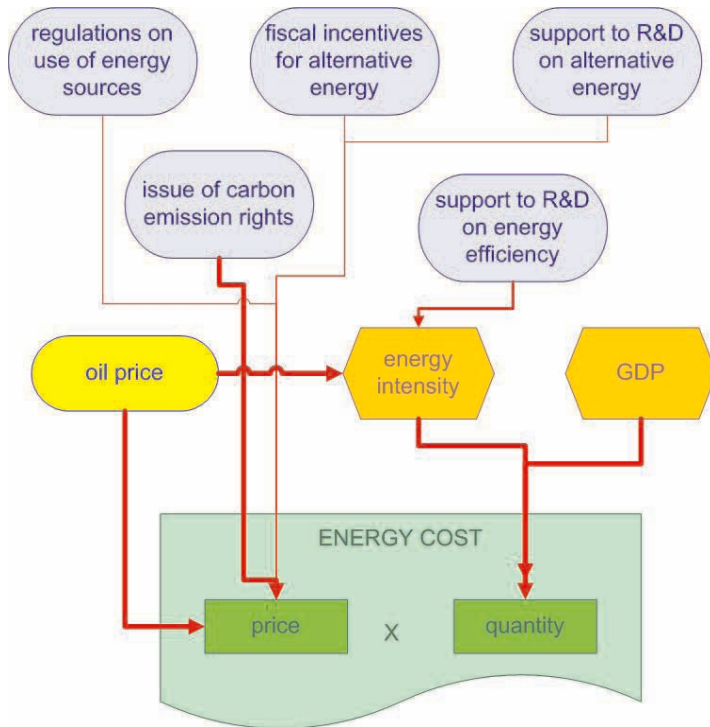 regulations on
use of energy
sources
fiscal incentives
for alternative
energy
support to R&D
on alternative
energy
issue of carbon
emission rights
support to R&D
on energy
efficiency
oil price
energy
intensity
GDP
ENERGY COST
price
X
quantity